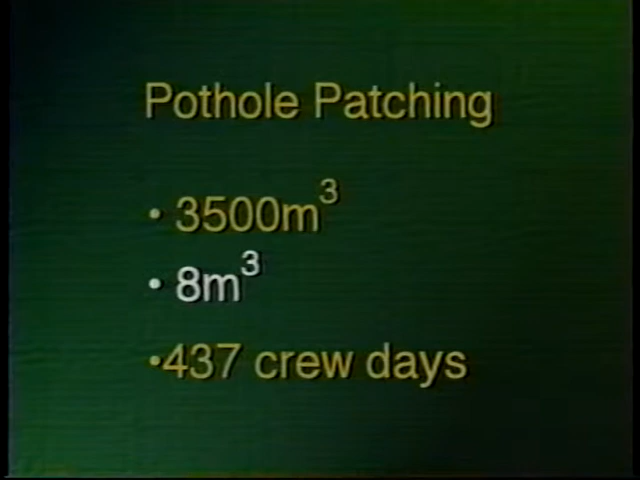 Pothole Patching
• 3500m³
• 8m³
•437 crew days